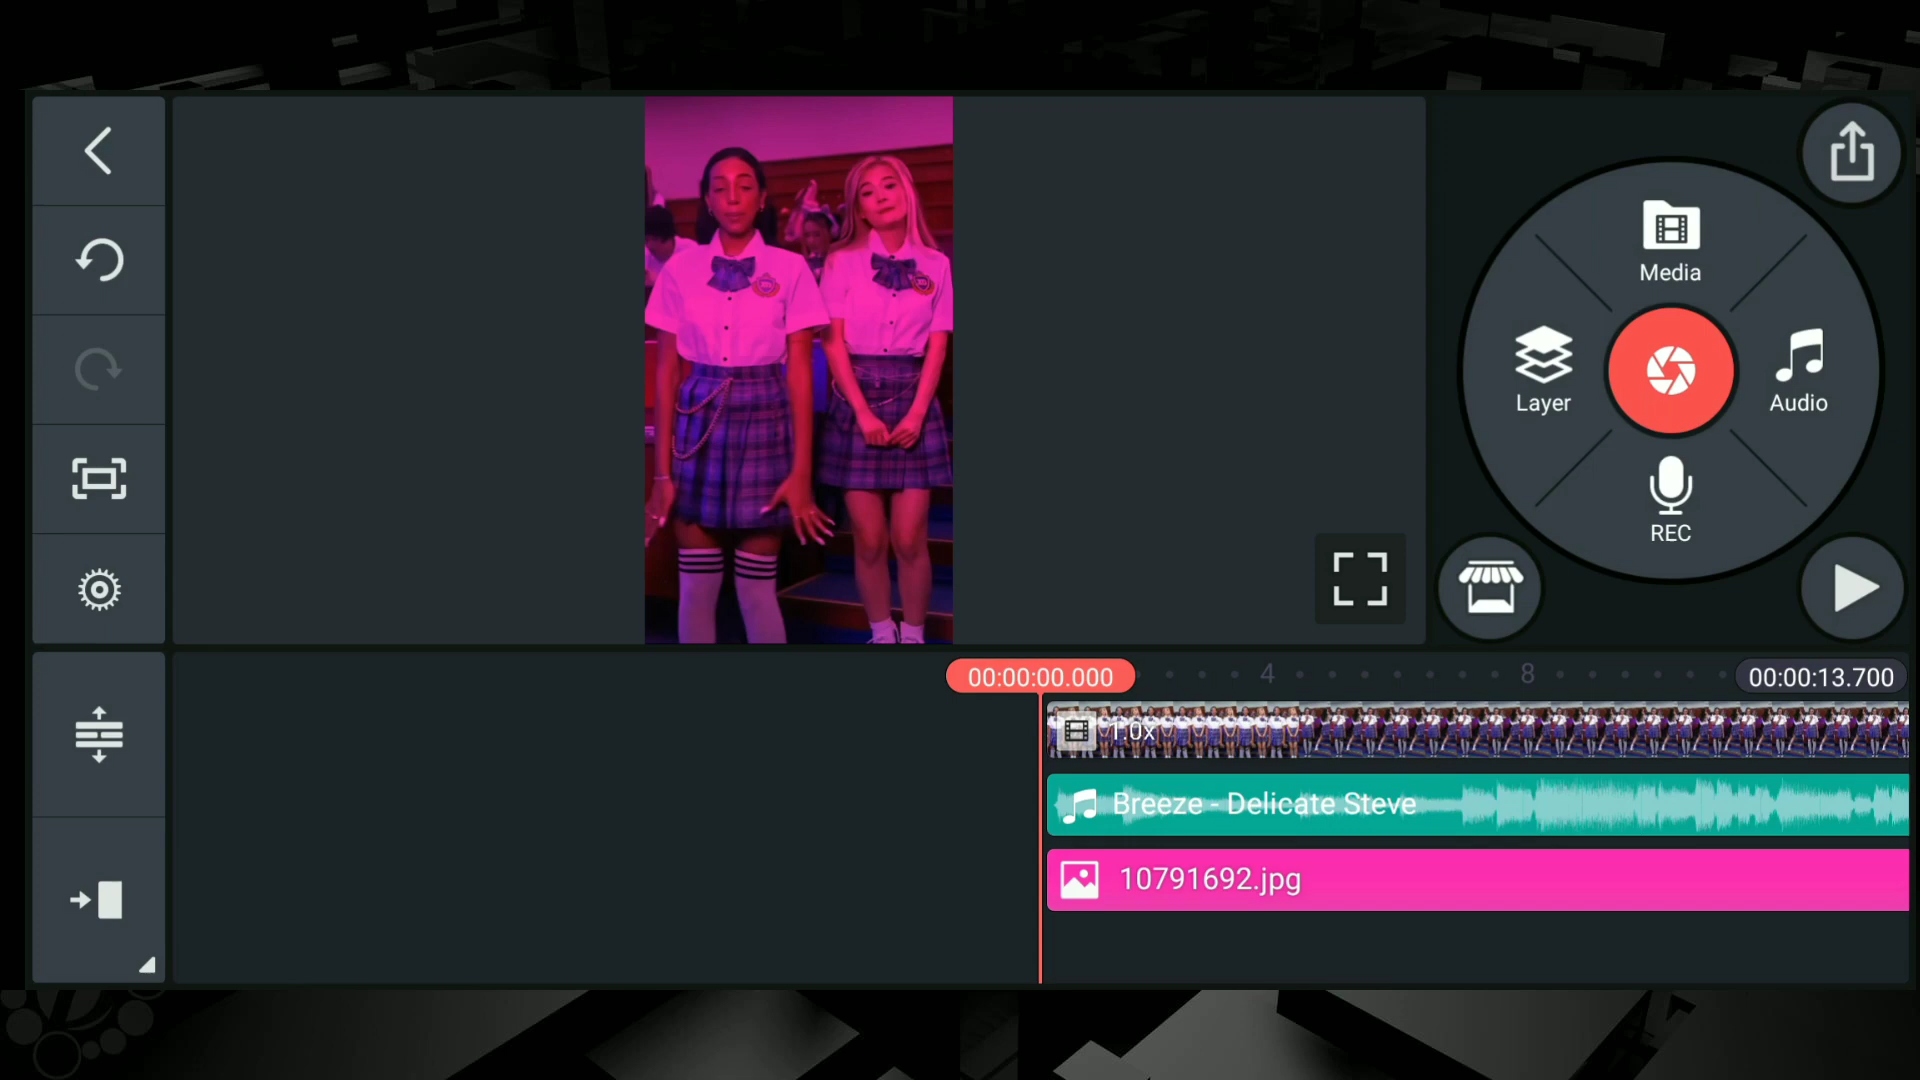 Media
Layer
Audio
REC
00:00:00.000
4
8
00:00:13.700
1.0x
Breeze - Delicate Steve
10791692.jpg